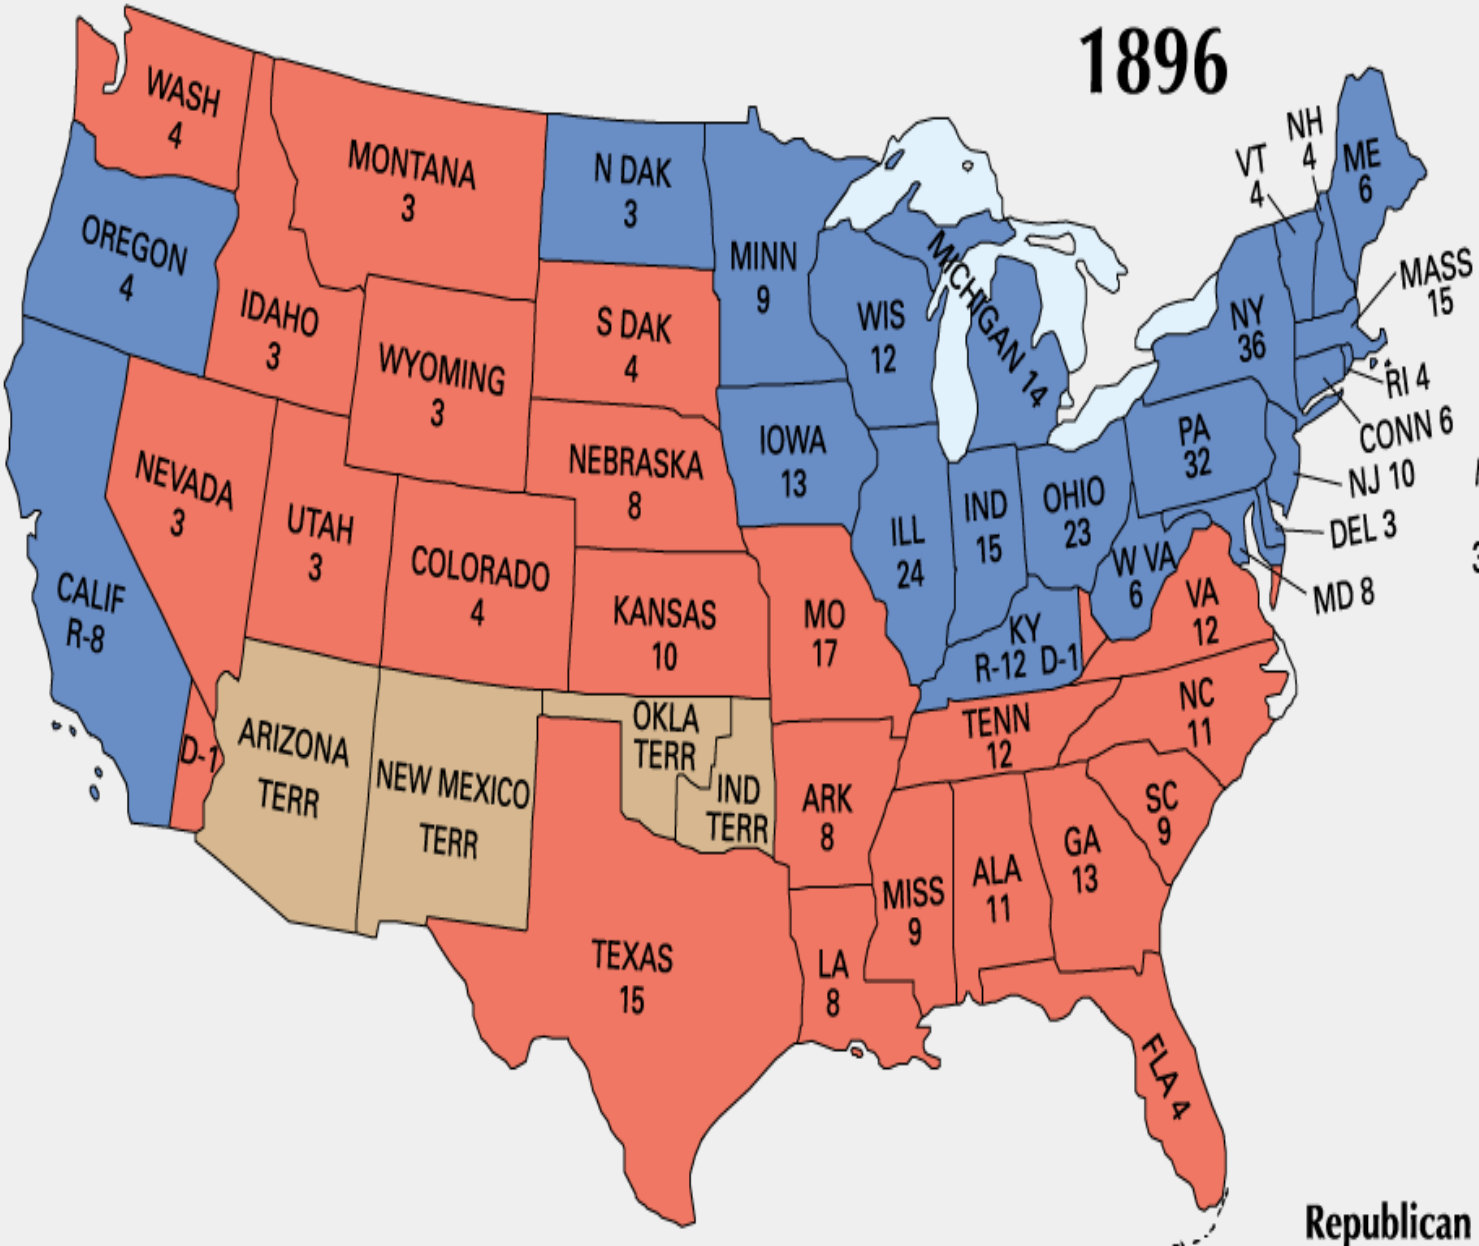 1896
WASH
4
MONTANA
3
N DAK
3
MINN
9
OREGON
4
IDAHO
3
WYOMING
3
S DAK
4
WIS
12
MICHIGAN 14
VT
4
NH
4
ME
6
MASS
15
NY
36
RI 4
CONN 6
NJ 10
DEL 3
MD 8
PA
32
NEVADA
3
UTAH
3
COLORADO
4
NEBRASKA
8
IOWA
13
ILL
24
IND
15
OHIO
23
W VA
6
VA
12
CALIF
R-8
D-1
KANSAS
10
MO
17
KY
R-12 D-1
ARIZONA
TERR
NEW MEXICO
TERR
OKLA
TERR
IND
TERR
ARK
8
TENN
12
NC
11
SC
9
TEXAS
15
LA
8
MISS
9
ALA
11
GA
13
FLA 4
Republican